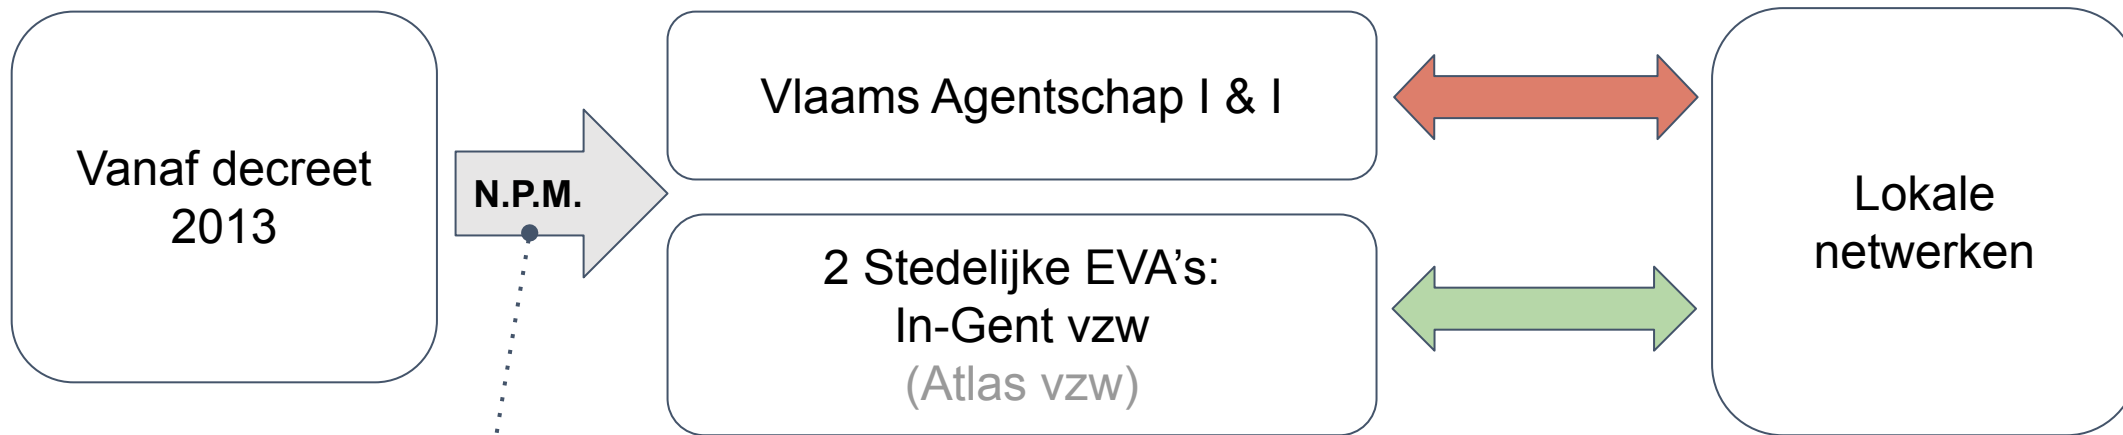 Vanaf decreet
2013
N.P.M.
Vlaams Agentschap I & I
2 Stedelijke EVA’s:
In-Gent vzw
(Atlas vzw)
Lokale
netwerken